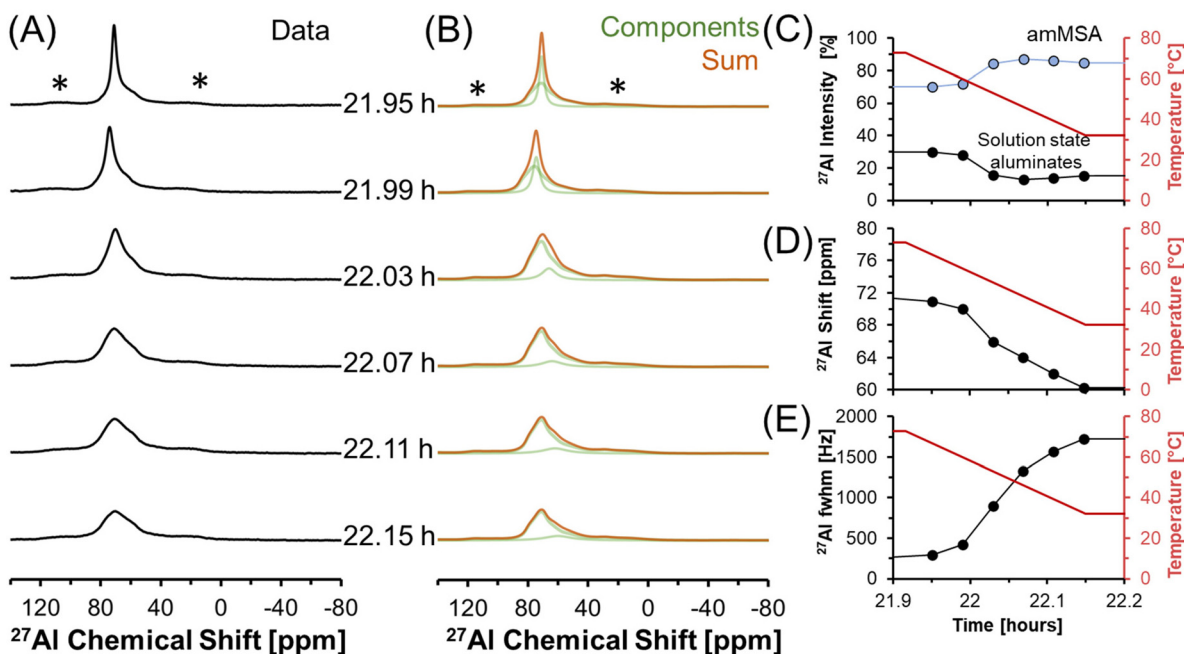 (A)
Data
*
*
21.95 h
21.99 h
22.03 h
22.07 h
22.11 h
22.15 h
120 80 40 0 -40 -80
²⁷Al Chemical Shift [ppm]
(B)
Components
Sum
*
*
120 80 40 0 -40 -80
²⁷Al Chemical Shift [ppm]
(C)
amMSA
Solution state
aluminates
²⁷Al Intensity [%]
100
80
60
40
20
0
Temperature [°C]
80
60
40
20
0
(D)
²⁷Al Shift [ppm]
80
76
72
68
64
60
Temperature [°C]
80
60
40
20
0
(E)
²⁷Al fwhm [Hz]
2000
1500
1000
500
0
Temperature [°C]
80
60
40
20
0
21.9 22 22.1 22.2
Time [hours]